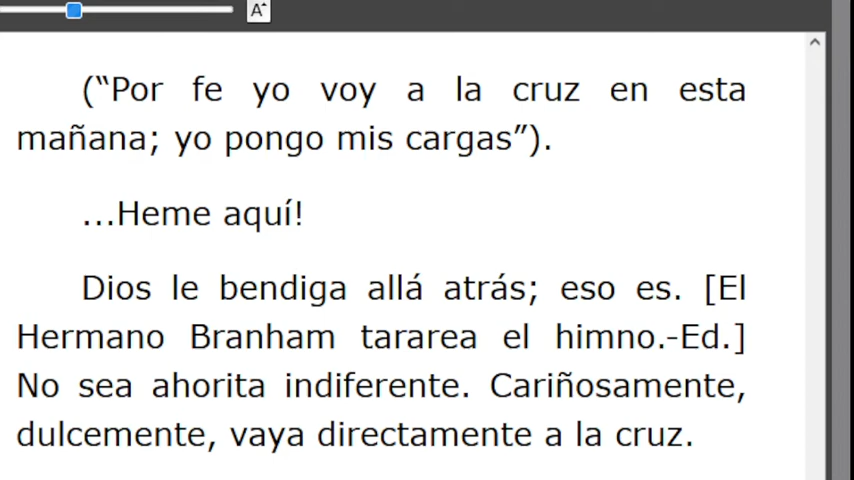 A
("Por fe yo voy a la cruz en esta
mañana; yo pongo mis cargas”).
...Heme aquí!
Dios le bendiga allá atrás; eso es. [El
Hermano Branham tararea el himno.-Ed.]
No sea ahorita indiferente. Cariñosamente,
dulcemente, vaya directamente a la cruz.